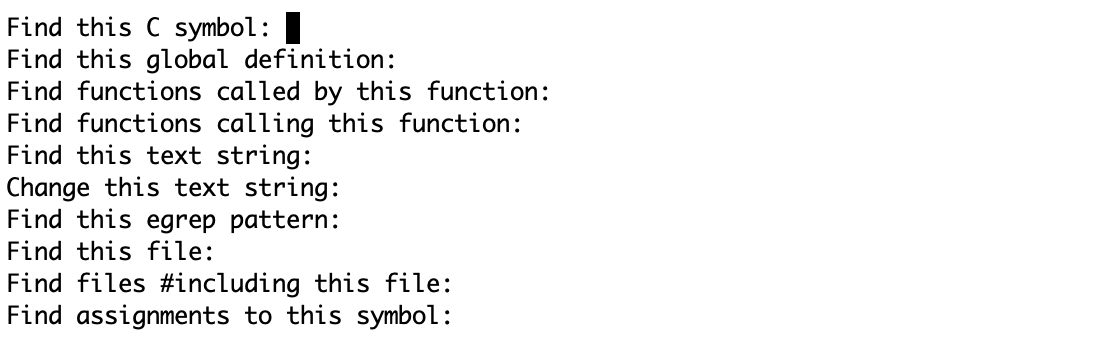 Find this C symbol:
Find this global definition:
Find functions called by this function:
Find functions calling this function:
Find this text string:
Change this text string:
Find this egrep pattern:
Find this file:
Find files #including this file:
Find assignments to this symbol: